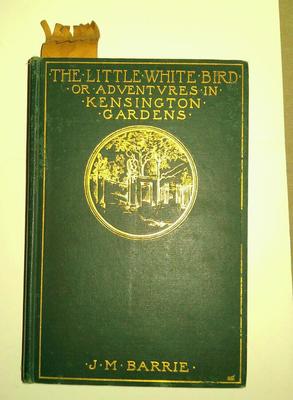 ·THE·LITTLE·WHITE·BIRD·
·OR·ADVENTVRES·IN·
·KENSINGTON·
GARDENS·
·J·M·BARRIE·